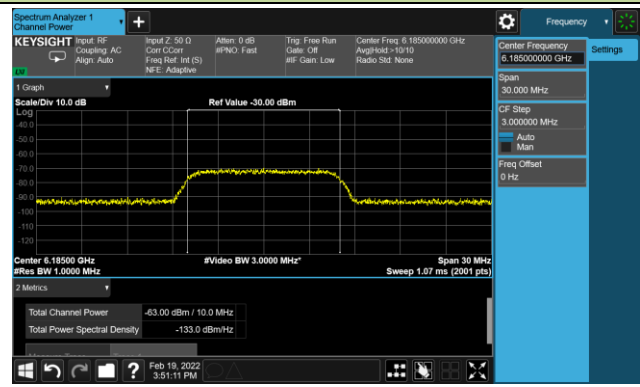 Spectrum Analyzer 1
Channel Power
Frequency
KEYSIGHT
Input: RF
Coupling: AC
Align: Auto
Input Z: 50 Ω
Corr CCorr
Freq Ref: Int (S)
NFE: Adaptive
Atten: 0 dB
#PNO: Fast
Trig: Free Run
Gate: Off
#IF Gain: Low
Center Freq: 6.185000000 GHz
Avg|Hold:>10/10
Radio Std: None
Center Frequency
6.185000000 GHz
Settings
Span
30.000 MHz
CF Step
3.000000 MHz
Auto
Man
Freq Offset
0 Hz
1 Graph
Scale/Div 10.0 dB
Ref Value -30.00 dBm
Log
-40.0
-50.0
-60.0
-70.0
-80.0
-90.0
-100
-110
-120
Center 6.18500 GHz
#Video BW 3.0000 MHz*
Span 30 MHz
#Res BW 1.0000 MHz
Sweep 1.07 ms (2001 pts)
2 Metrics
Total Channel Power
-63.00 dBm / 10.0 MHz
Total Power Spectral Density
-133.0 dBm/Hz
?
Feb 19, 2022
3:51:11 PM